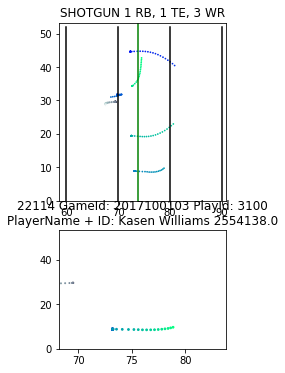 SHOTGUN 1 RB, 1 TE, 3 WR
50
40
30
20
10
0
60 70 80 90
22114 GameId: 2017100103 PlayId: 3100
PlayerName + ID: Kasen Williams 2554138.0
40
20
0
70 75 80